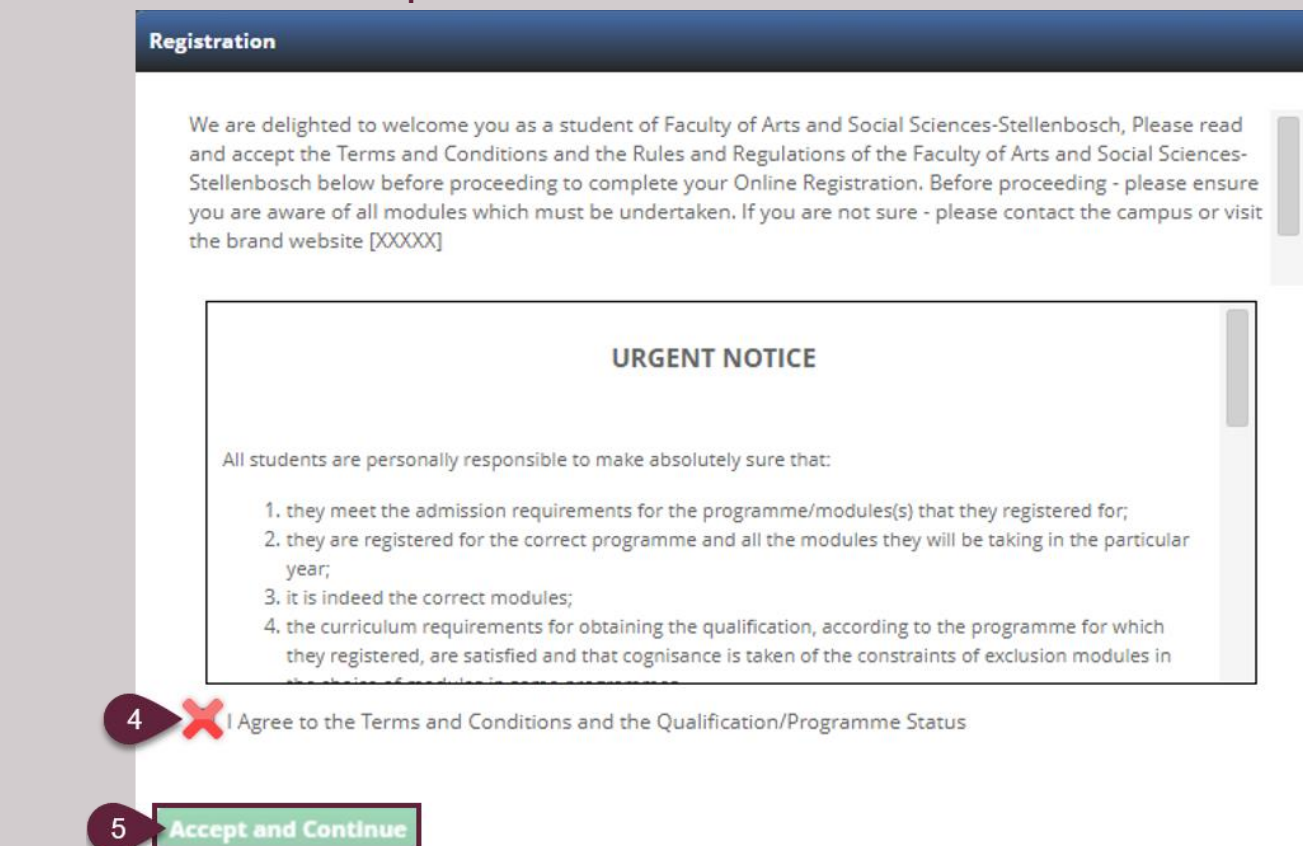 Registration
We are delighted to welcome you as a student of Faculty of Arts and Social Sciences-Stellenbosch, Please read
and accept the Terms and Conditions and the Rules and Regulations of the Faculty of Arts and Social Sciences-
Stellenbosch below before proceeding to complete your Online Registration. Before proceeding - please ensure
you are aware of all modules which must be undertaken. If you are not sure - please contact the campus or visit
the brand website [XXXXX]
URGENT NOTICE
All students are personally responsible to make absolutely sure that:
1. they meet the admission requirements for the programme/modules(s) that they registered for;
2. they are registered for the correct programme and all the modules they will be taking in the particular
year;
3. it is indeed the correct modules;
4. the curriculum requirements for obtaining the qualification, according to the programme for which
they registered, are satisfied and that cognisance is taken of the constraints of exclusion modules in
the choice of modules in some programmes
4 I Agree to the Terms and Conditions and the Qualification/Programme Status
5 Accept and Continue